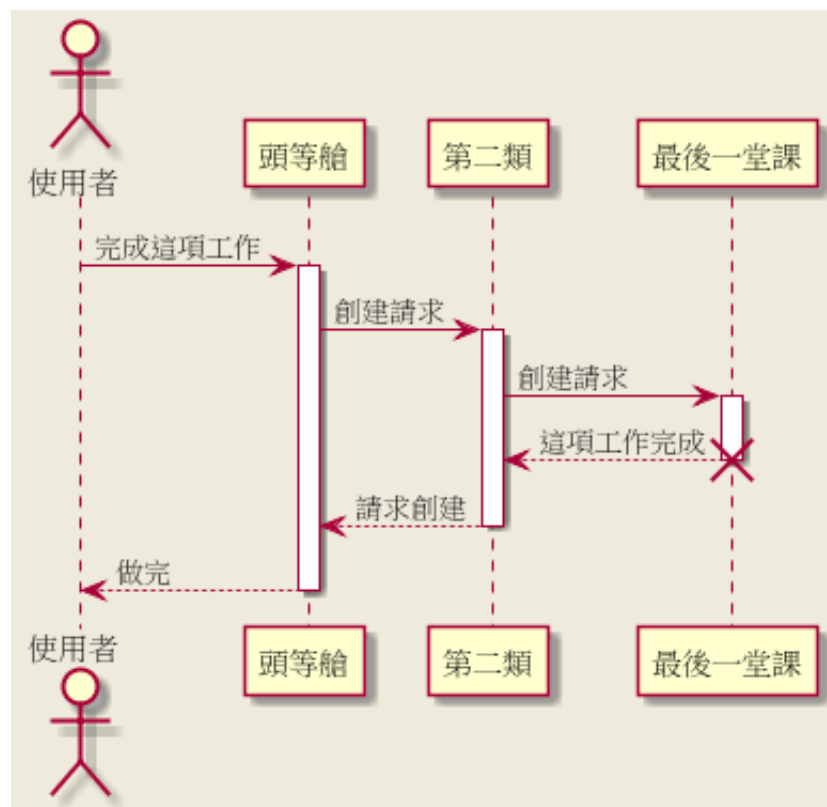 使用者
頭等艙
第二類
最後一堂課
完成這項工作
創建請求
創建請求
這項工作完成
請求創建
做完
使用者
頭等艙
第二類
最後一堂課